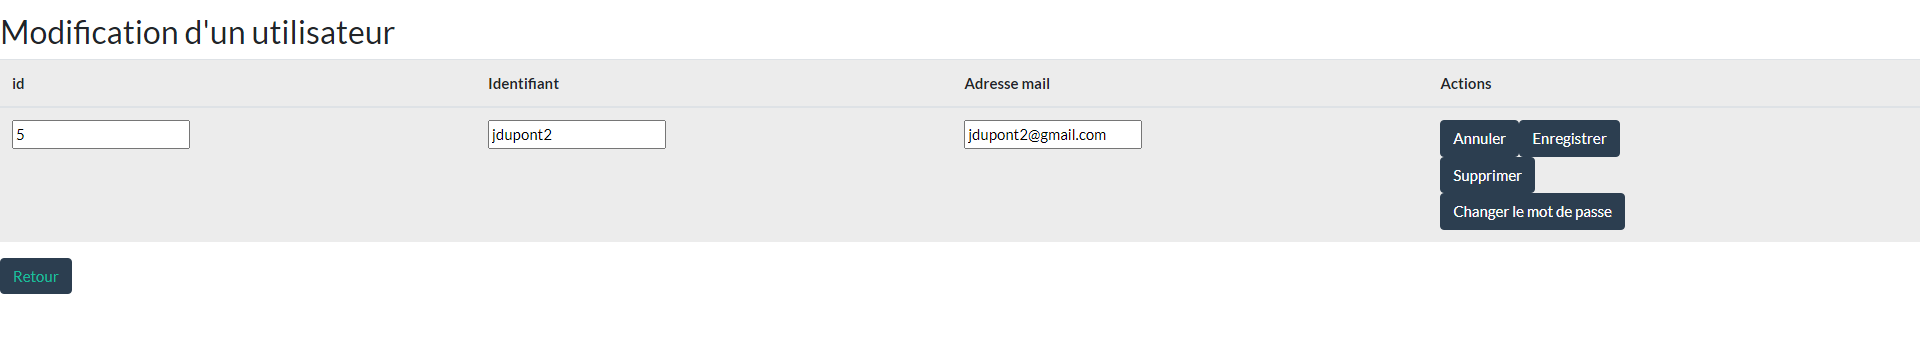 Modification d'un utilisateur
id Identifiant Adresse mail Actions
5 jdupont2 jdupont2@gmail.com Annuler Enregistrer
Supprimer
Changer le mot de passe
Retour